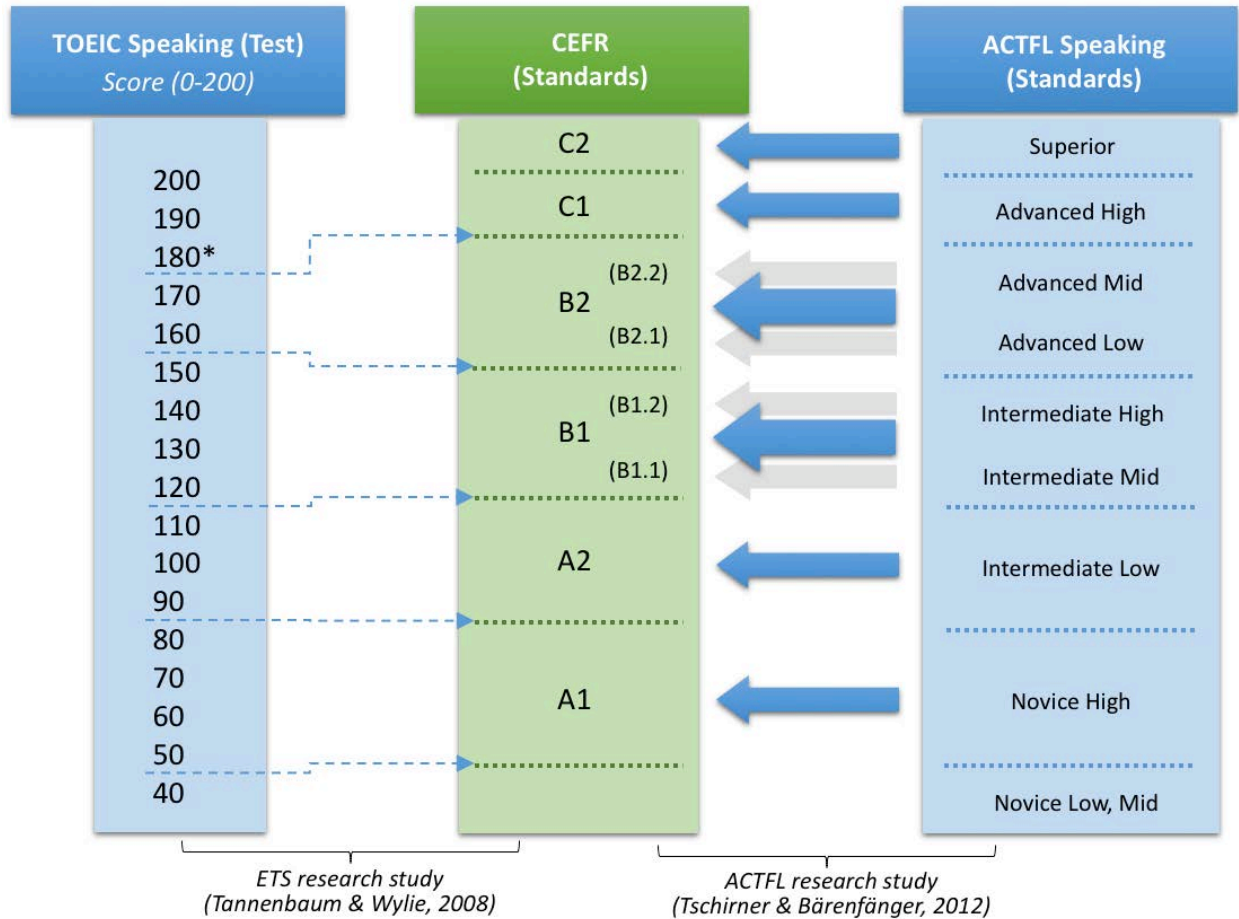 TOEIC Speaking (Test)
Score (0-200)
200
190
180*
170
160
150
140
130
120
110
100
90
80
70
60
50
40
CEFR
(Standards)
C2
C1
(B2.2)
B2
(B2.1)
(B1.2)
B1
(B1.1)
A2
A1
ACTFL Speaking
(Standards)
Superior
Advanced High
Advanced Mid
Advanced Low
Intermediate High
Intermediate Mid
Intermediate Low
Novice High
Novice Low, Mid
ETS research study
(Tannenbaum & Wylie, 2008)
ACTFL research study
(Tschirner & Bärenfänger, 2012)